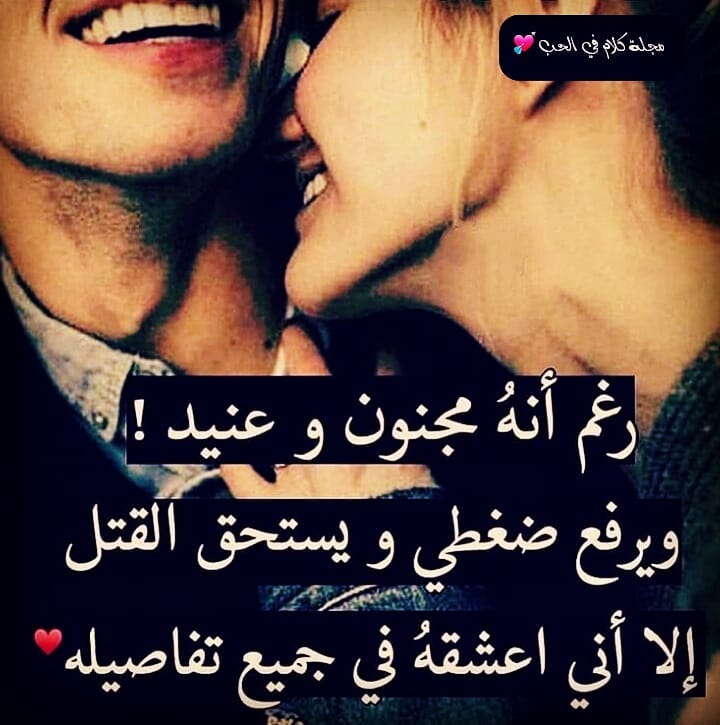 مجلة كلام في الحب 💘
رغم أنهُ مجنون و عنيد !
ويرفع ضغطي و يستحق القتل
إلا أني اعشقهُ في جميع تفاصيله ♥